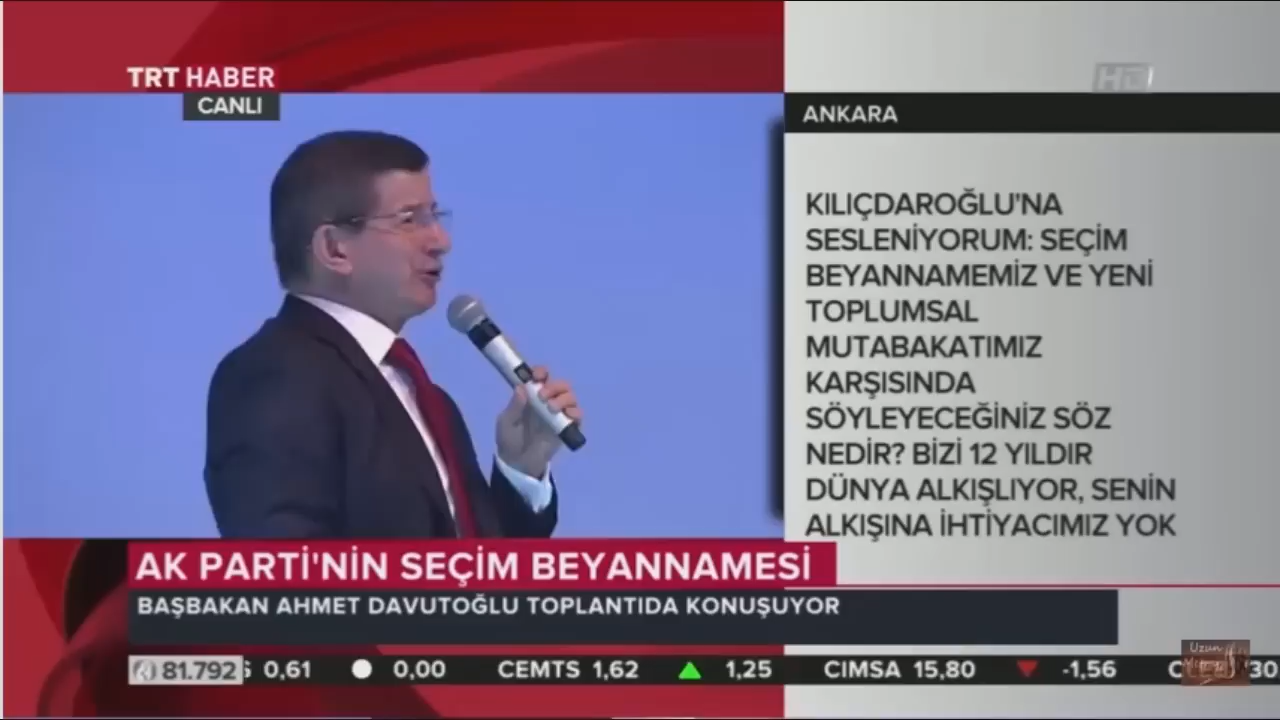 TRT HABER
CANLI
HD
ANKARA
KILIÇDAROĞLU'NA
SESLENİYORUM: SEÇİM
BEYANNAMEMİZ VE YENİ
TOPLUMSAL
MUTABAKATIMIZ
KARŞISINDA
SÖYLEYECEĞİNİZ SÖZ
NEDİR? BİZİ 12 YILDIR
DÜNYA ALKIŞLIYOR, SENİN
ALKIŞINA İHTİYACIMIZ YOK
AK PARTİ'NİN SEÇİM BEYANNAMESİ
BAŞBAKAN AHMET DAVUTOĞLU TOPLANTIDA KONUŞUYOR
81.792 0,61 0,00 CEMTS 1,62 1,25 CIMSA 15,80 -1,56
Uzun